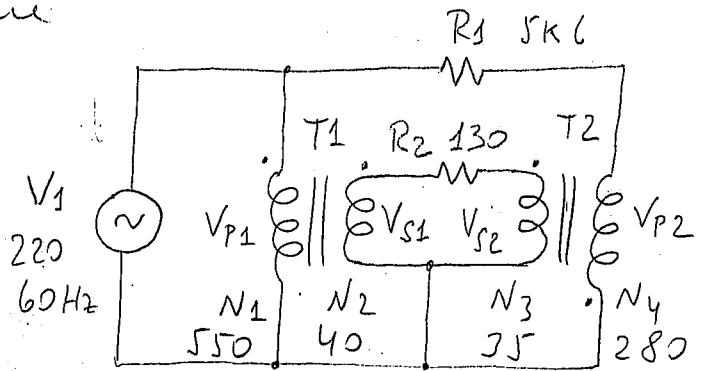 R1 5K6
T1 R2 130 T2
V1
220
60Hz
VP1 VS1 VS2 VP2
N1 N2 N3 N4
550 40 35 280